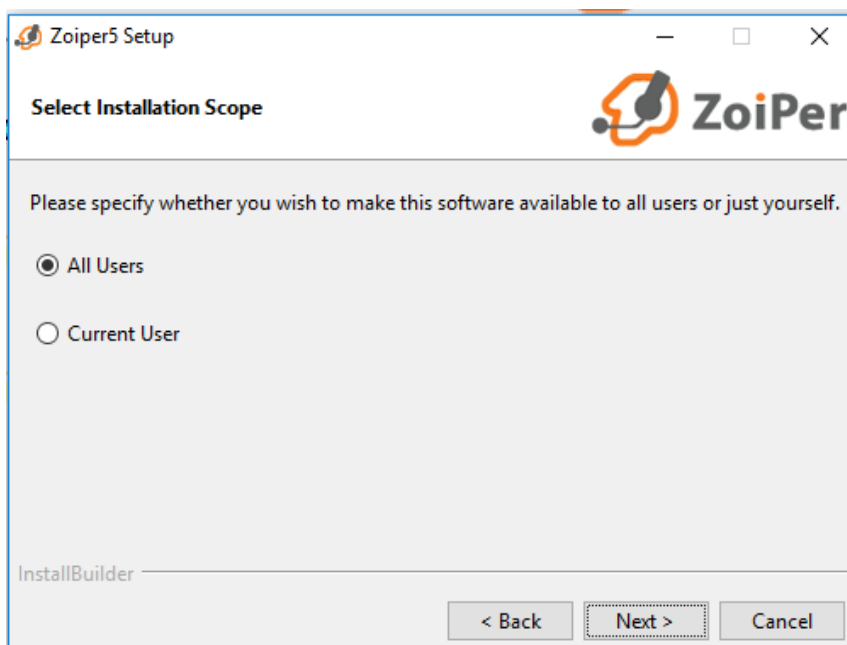 Zoiper5 Setup
Select Installation Scope
ZoiPer
Please specify whether you wish to make this software available to all users or just yourself.
All Users
Current User
InstallBuilder
< Back
Next >
Cancel